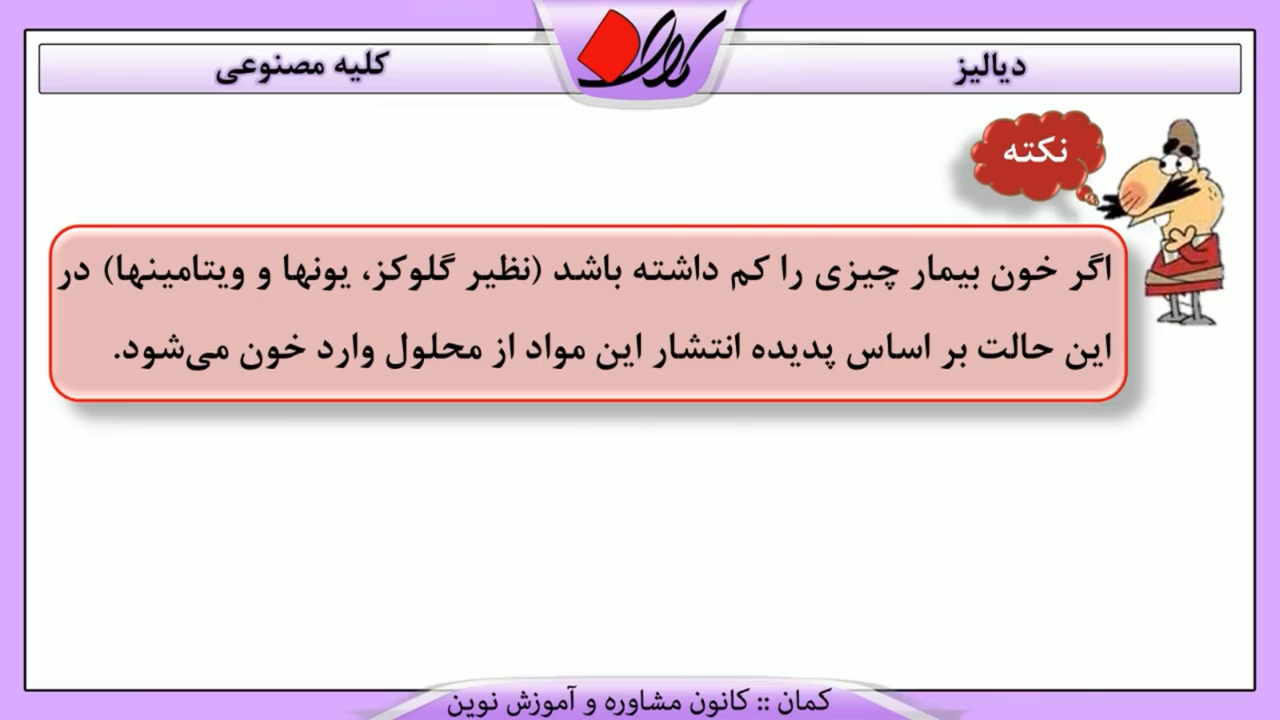 دیالیز
کلیه مصنوعی
نکته
اگر خون بیمار چیزی را کم داشته باشد (نظیر گلوکز، یونها و ویتامینها) در
این حالت بر اساس پدیده انتشار این مواد از محلول وارد خون می‌شود.
کمان :: کانون مشاوره و آموزش نوین